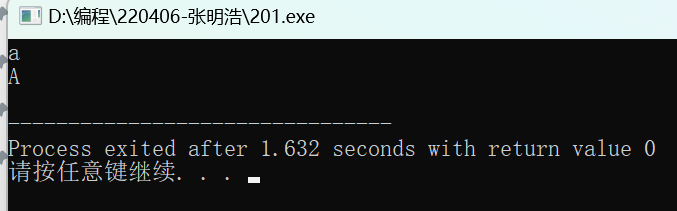 D:\编程\220406-张明浩\201.exe
a
A
--------------------------------
Process exited after 1.632 seconds with return value 0
请按任意键继续. . .